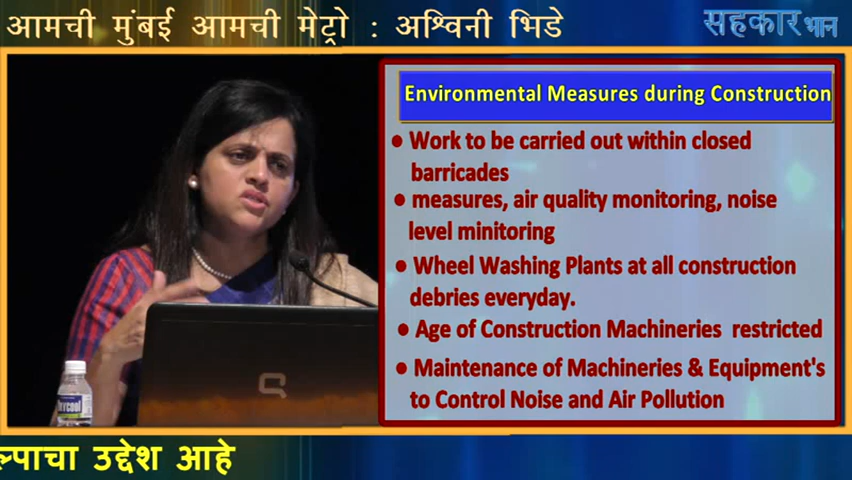 आमची मुंबई आमची मेट्रो : अश्विनी भिडे
सहकार भान
Environmental Measures during Construction
• Work to be carried out within closed
barricades
• measures, air quality monitoring, noise
level minitoring
• Wheel Washing Plants at all construction
debries everyday.
• Age of Construction Machineries restricted
• Maintenance of Machineries & Equipment's
to Control Noise and Air Pollution
ल्पाचा उद्देश आहे